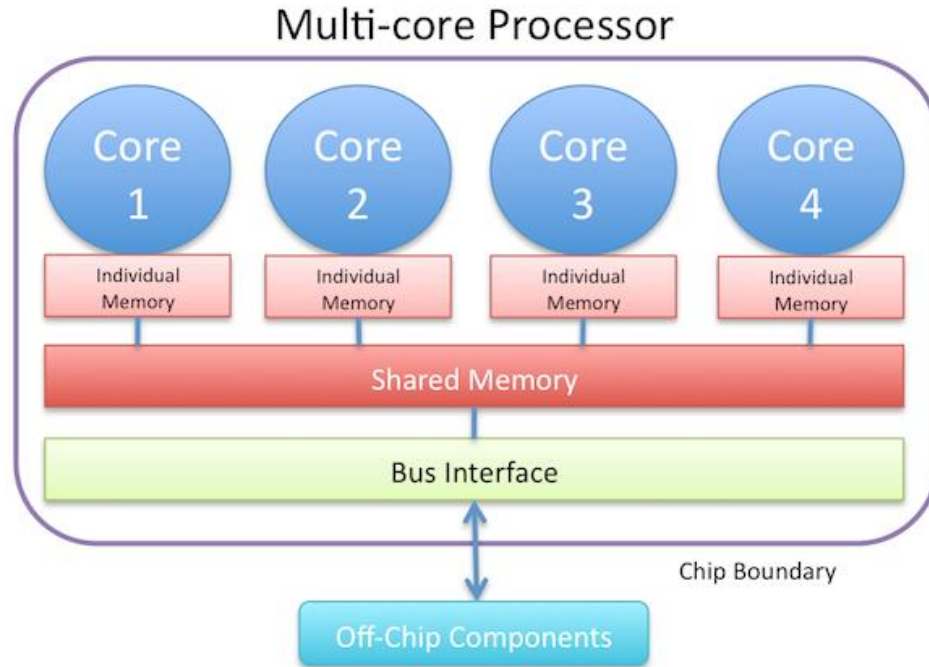 Multi-core Processor
Core
1
Core
2
Core
3
Core
4
Individual
Memory
Individual
Memory
Individual
Memory
Individual
Memory
Shared Memory
Bus Interface
Chip Boundary
Off-Chip Components